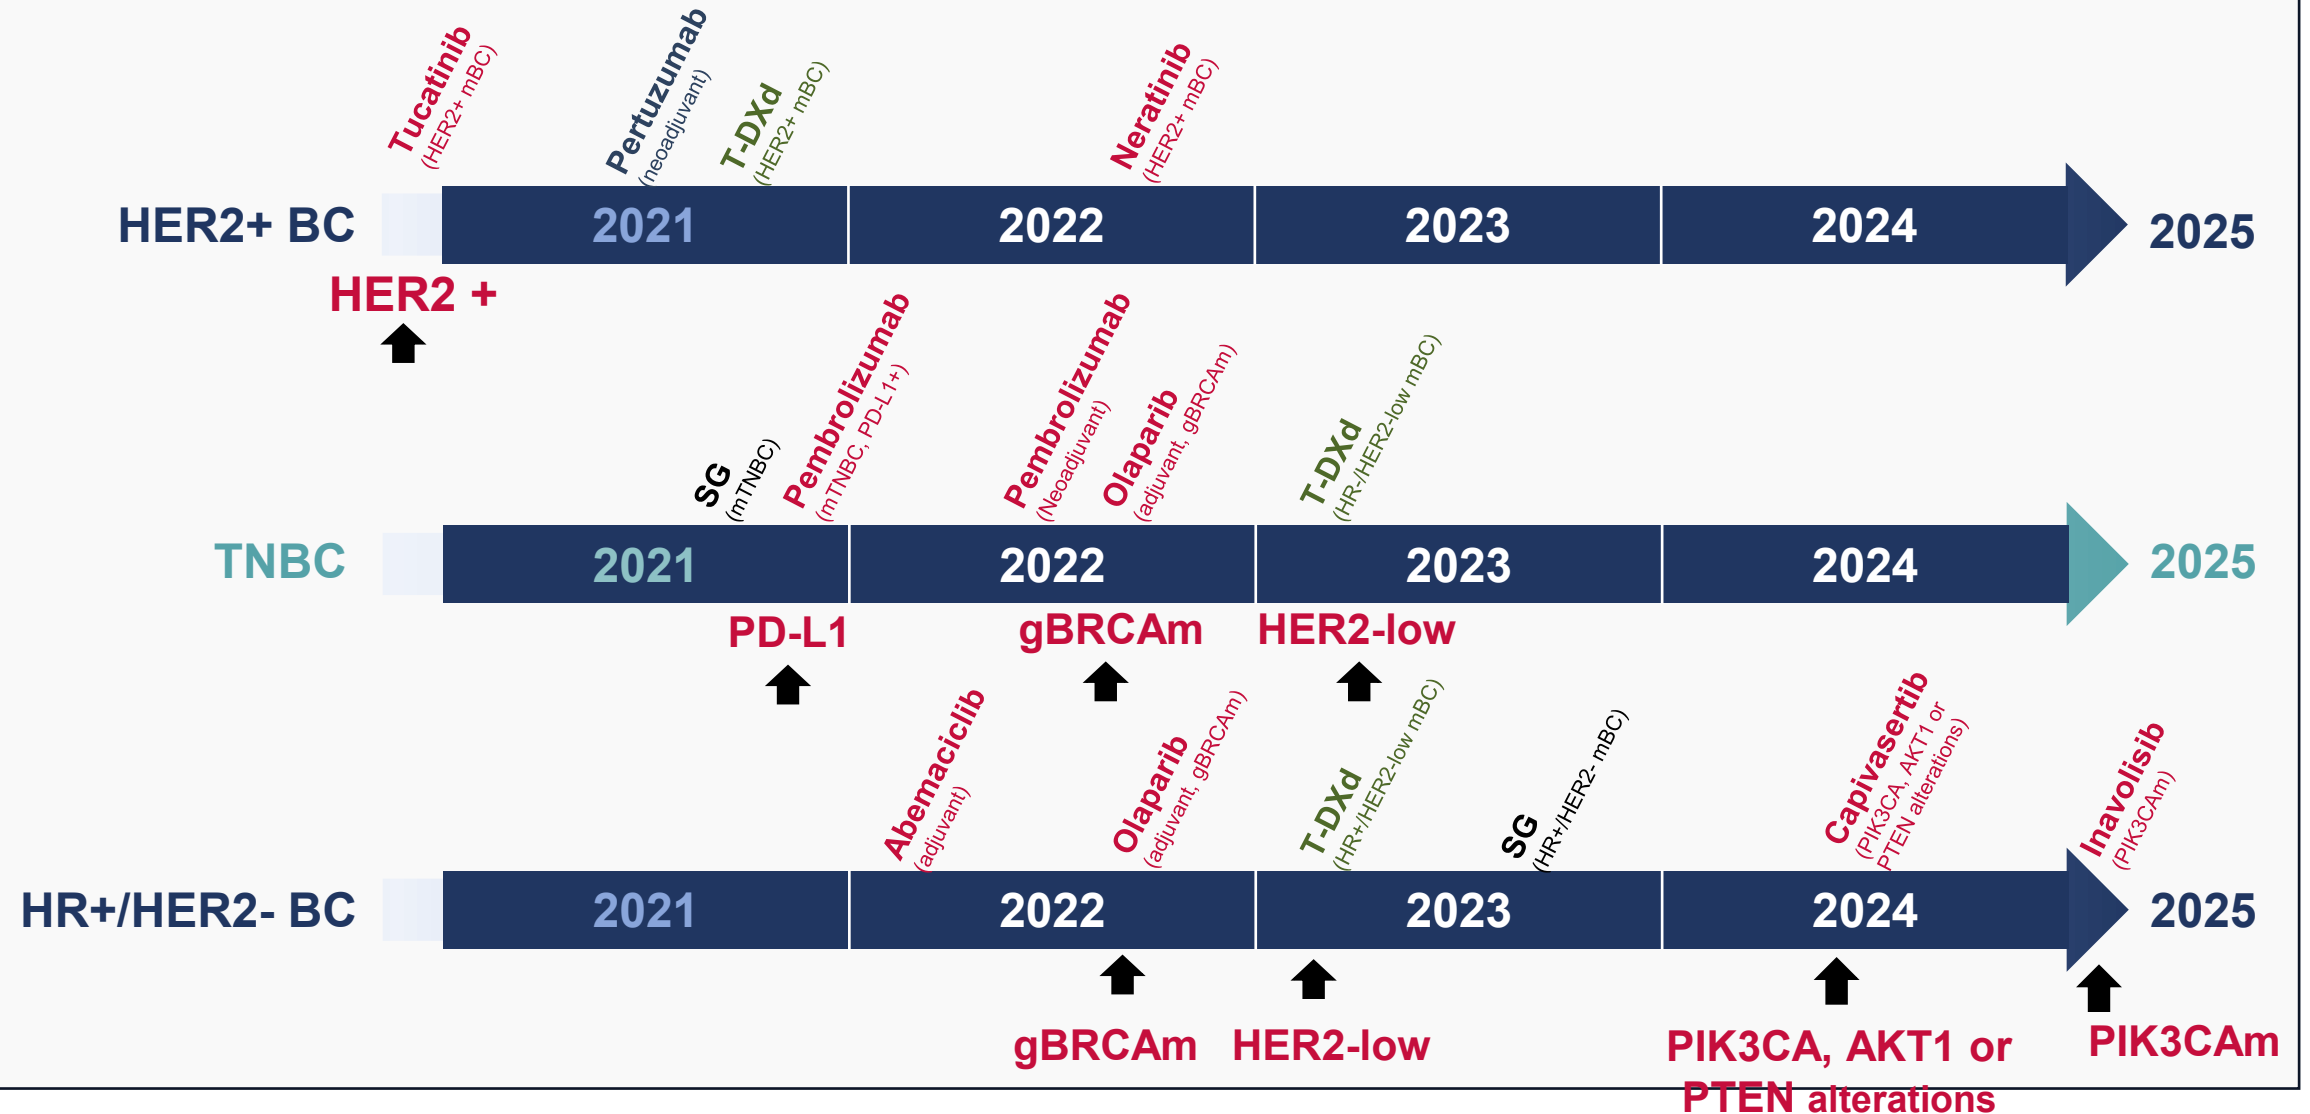 Tucatinib
(HER2+ mBC)
Pertuzumab
(neoadjuvant)
T-DXd
(HER2+ mBC)
Neratinib
(HER2+ mBC)
HER2+ BC
2021
2022
2023
2024
2025
HER2 +
SG
(mTNBC)
Pembrolizumab
(mTNBC, PD-L1+)
Pembrolizumab
(Neoadjuvant)
Olaparib
(adjuvant, gBRCAm)
T-DXd
(HR-/HER2-low mBC)
TNBC
2021
2022
2023
2024
2025
PD-L1
gBRCAm
HER2-low
Abemaciclib
(adjuvant)
Olaparib
(adjuvant, gBRCAm)
T-DXd
(HR+/HER2-low mBC)
SG
(HR+/HER2- mBC)
Capivasertib
(PIK3CA, AKT1 or
PTEN alterations)
Inavolisib
(PIK3CAm)
HR+/HER2- BC
2021
2022
2023
2024
2025
gBRCAm
HER2-low
PIK3CA, AKT1 or
PTEN alterations
PIK3CAm